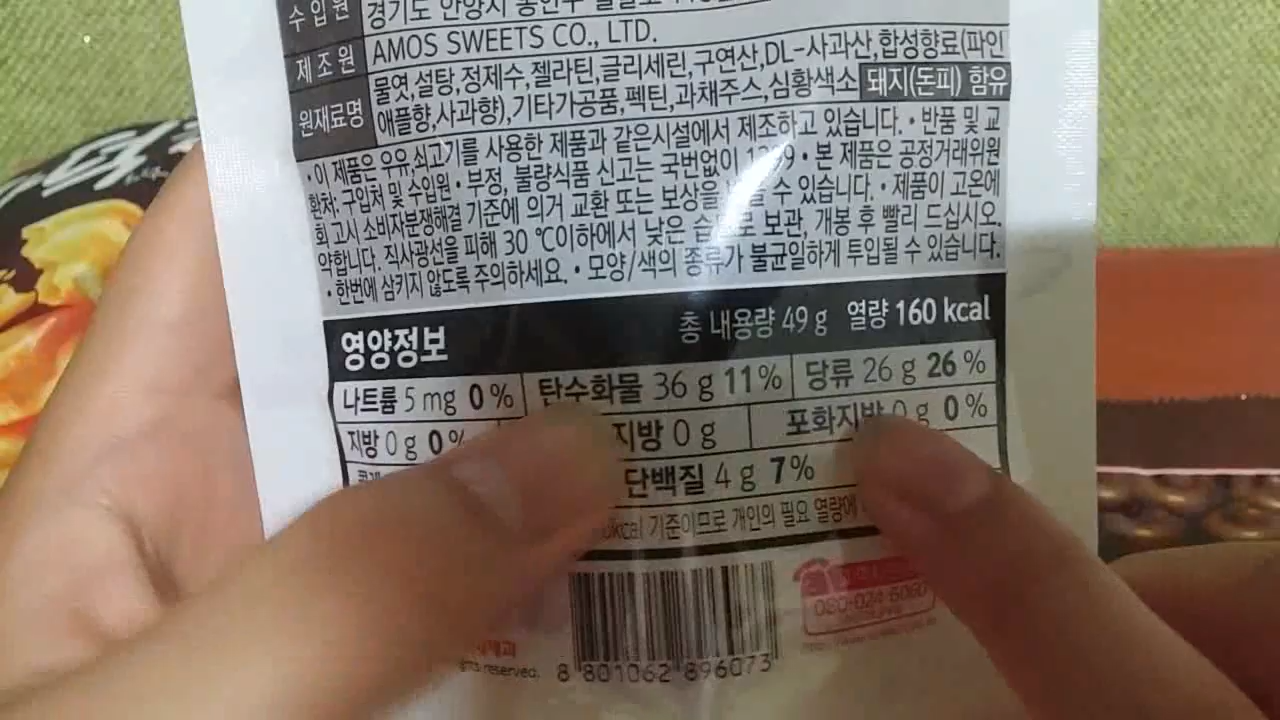 수입원 경기도 안양시 동안구
제조원 AMOS SWEETS CO., LTD.
원재료명 물엿,설탕,정제수,젤라틴,글리세린,구연산,DL-사과산,합성향료(파인
애플향,사과향),기타가공품,펙틴,과채주스,심황색소 돼지(돈피) 함유
• 이 제품은 우유,쇠고기를 사용한 제품과 같은시설에서 제조하고 있습니다. • 반품 및 교
환처: 구입처 및 수입원 • 부정, 불량식품 신고는 국번없이 • 본 제품은 공정거래위원
회 고시 소비자분쟁해결 기준에 의거 교환 또는 보상을 수 있습니다. • 제품이 고온에
약합니다. 직사광선을 피해 30 ℃이하에서 낮은 보관, 개봉 후 빨리 드십시오.
• 한번에 삼키지 않도록 주의하세요. • 모양/색의 종류가 불균일하게 투입될 수 있습니다.
영양정보 총 내용량 49 g 열량 160 kcal
나트륨 5 mg 0 % 탄수화물 36 g 11% 당류 26 g 26 %
지방 0 g 0 % 지방 0 g 포화지방 0 g 0 %
단백질 4 g 7%
kcal 기준이므로 개인의 필요 열량에
080-024-6060
reserved.
8 801062 896073